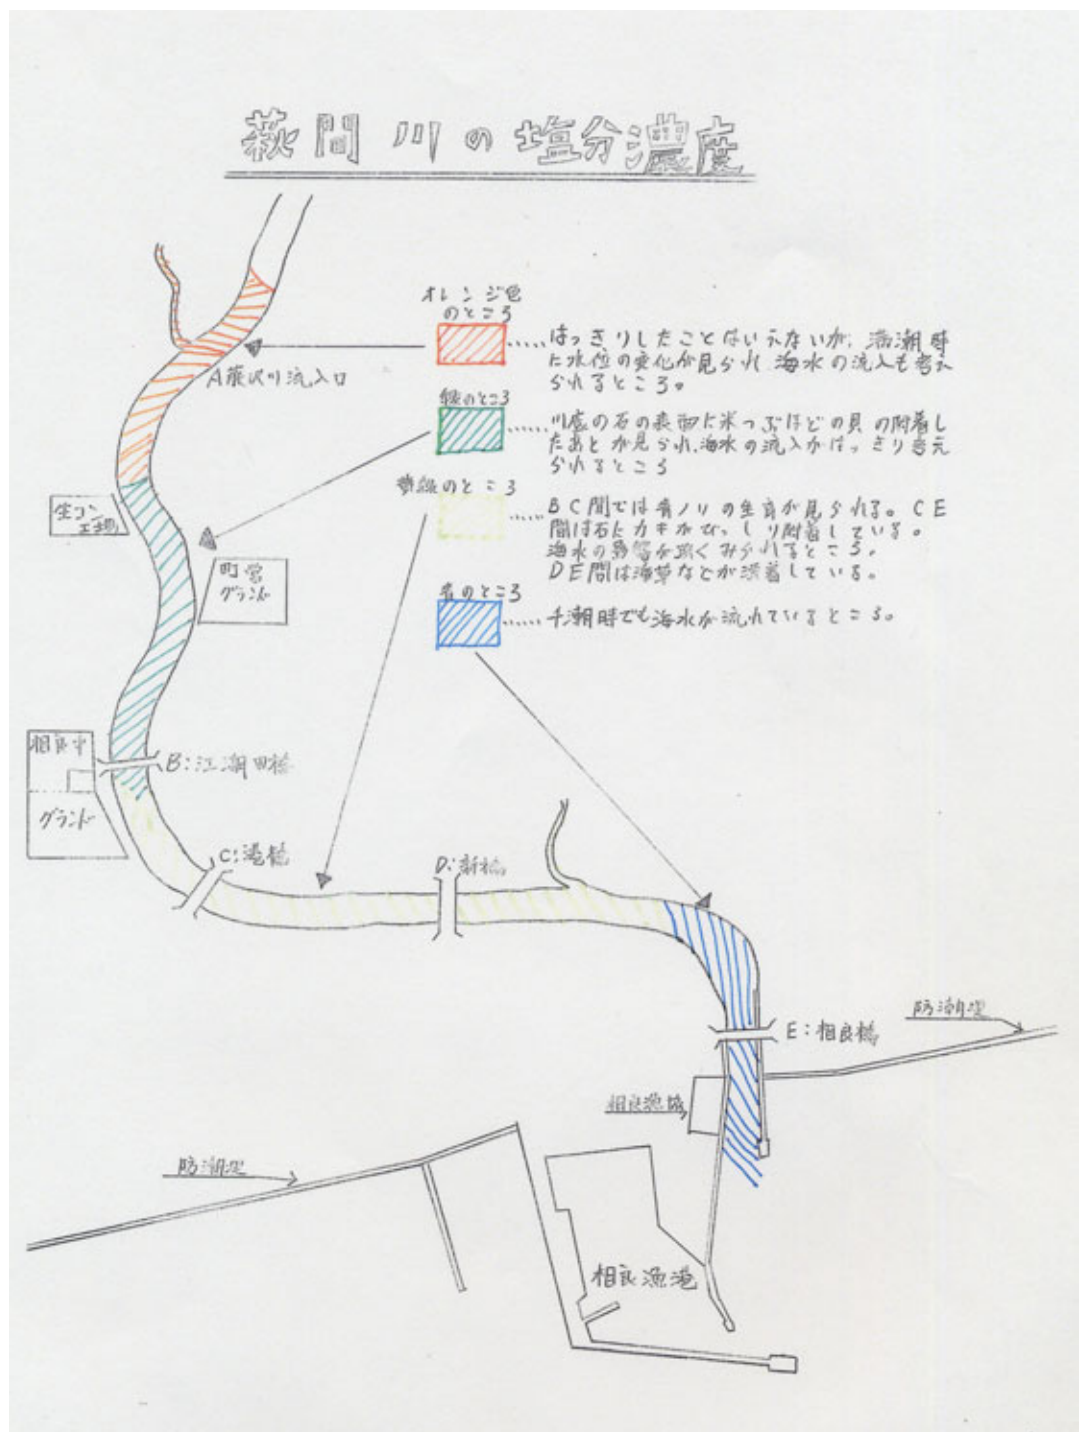 萩間川の塩分濃度
オレンジ色
のところ
はっきりしたことはいえないが、満潮時
に水位の変化が見られ、海水の流入も考え
られるところ。
A 流入口
緑のところ
川底の石の表面に米つぶほどの貝の附着し
たあとが見られ、海水の流入がはっきり考え
られるところ
黄緑のところ
BC間では青ノリの生育が見られる。CE
間は石にカキがびっしり附着している。
海水の影響が強くみられるところ。
DE間は海草などが附着している。
生コン
工場
町営
グランド
青のところ
干潮時でも海水が流れているところ。
相良中
グランド
B:江湖田橋
C:港橋
D:新橋
E:相良橋
防潮堤
相良漁協
防潮堤
相良漁港